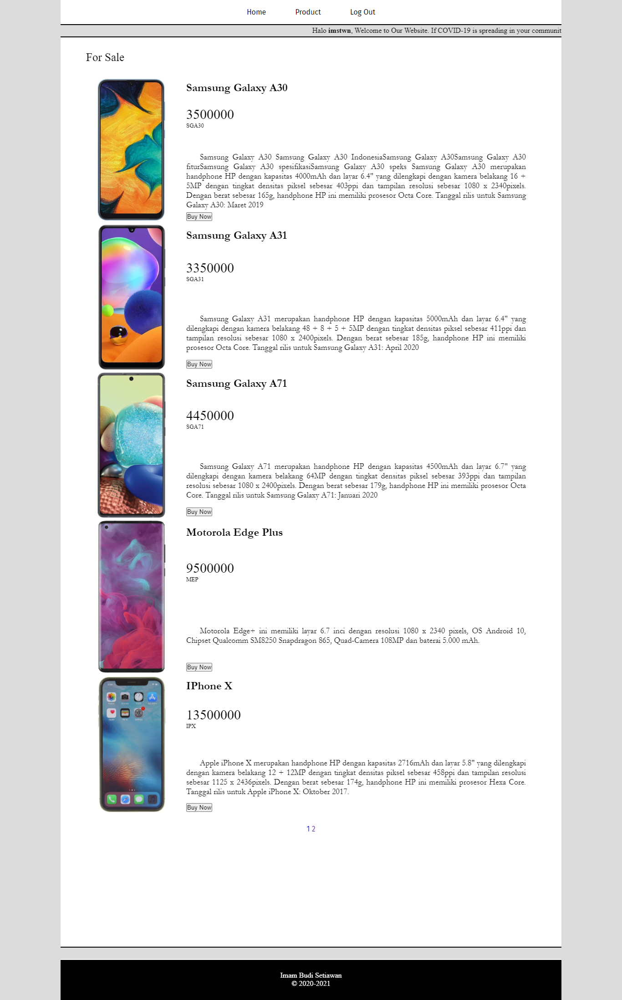 Home Product Log Out
Halo imstwn, Welcome to Our Website. If COVID-19 is spreading in your communit
For Sale
Samsung Galaxy A30
3500000
SGA30
Samsung Galaxy A30 Samsung Galaxy A30 IndonesiaSamsung Galaxy A30Samsung Galaxy A30
fiturSamsung Galaxy A30 spesifikasiSamsung Galaxy A30 speks Samsung Galaxy A30 merupakan
handphone HP dengan kapasitas 4000mAh dan layar 6.4" yang dilengkapi dengan kamera belakang 16 +
5MP dengan tingkat densitas piksel sebesar 403ppi dan tampilan resolusi sebesar 1080 x 2340pixels.
Dengan berat sebesar 165g, handphone HP ini memiliki prosesor Octa Core. Tanggal rilis untuk Samsung
Galaxy A30: Maret 2019
Buy Now
Samsung Galaxy A31
3350000
SGA31
Samsung Galaxy A31 merupakan handphone HP dengan kapasitas 5000mAh dan layar 6.4" yang
dilengkapi dengan kamera belakang 48 + 8 + 5 + 5MP dengan tingkat densitas piksel sebesar 411ppi dan
tampilan resolusi sebesar 1080 x 2400pixels. Dengan berat sebesar 185g, handphone HP ini memiliki
prosesor Octa Core. Tanggal rilis untuk Samsung Galaxy A31: April 2020
Buy Now
Samsung Galaxy A71
4450000
SGA71
Samsung Galaxy A71 merupakan handphone HP dengan kapasitas 4500mAh dan layar 6.7" yang
dilengkapi dengan kamera belakang 64MP dengan tingkat densitas piksel sebesar 393ppi dan tampilan
resolusi sebesar 1080 x 2400pixels. Dengan berat sebesar 179g, handphone HP ini memiliki prosesor Octa
Core. Tanggal rilis untuk Samsung Galaxy A71: Januari 2020
Buy Now
Motorola Edge Plus
9500000
MEP
Motorola Edge+ ini memiliki layar 6.7 inci dengan resolusi 1080 x 2340 pixels, OS Android 10,
Chipset Qualcomm SM8250 Snapdragon 865, Quad-Camera 108MP dan baterai 5.000 mAh.
Buy Now
IPhone X
13500000
IPX
Apple iPhone X merupakan handphone HP dengan kapasitas 2716mAh dan layar 5.8" yang dilengkapi
dengan kamera belakang 12 + 12MP dengan tingkat densitas piksel sebesar 458ppi dan tampilan resolusi
sebesar 1125 x 2436pixels. Dengan berat sebesar 174g, handphone HP ini memiliki prosesor Hexa Core.
Tanggal rilis untuk Apple iPhone X: Oktober 2017.
Buy Now
1 2
Imam Budi Setiawan
© 2020-2021